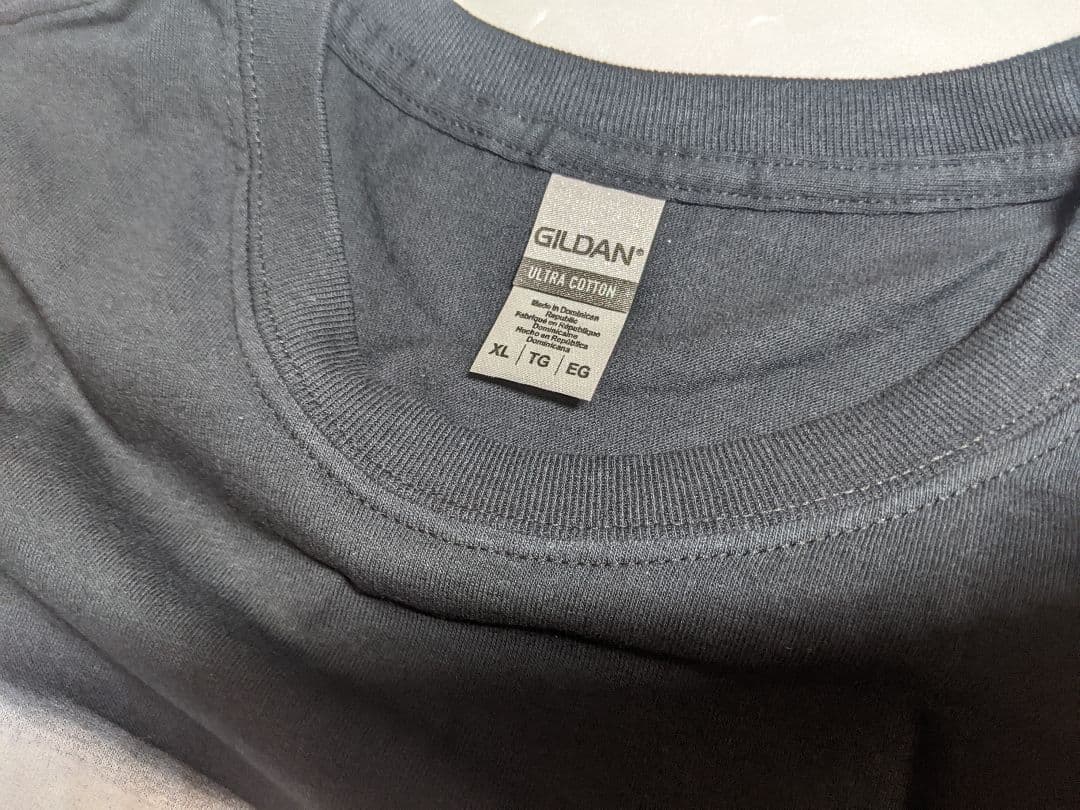 GILDAN®
ULTRA COTTON
Made in Dominican
Republic
Fabriqué en République
Dominicaine
Hecho en República
Dominicana
XL / TG / EG